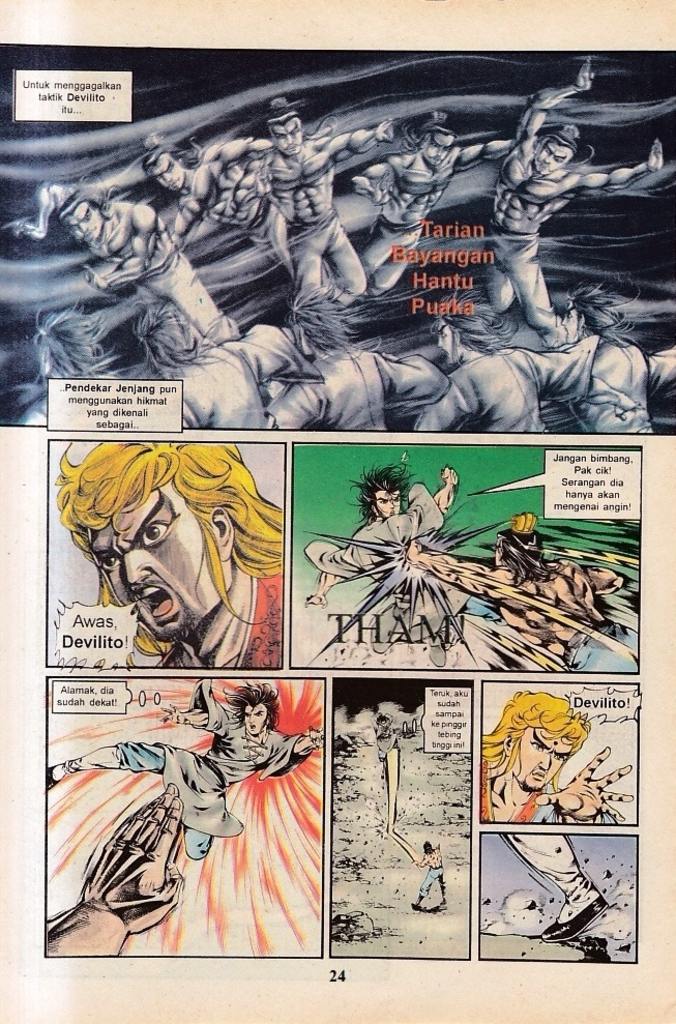 Untuk menggagalkan
taktik Devilito
itu...
Tarian
Bayangan
Hantu
Puaka
..Pendekar Jenjang pun
menggunakan hikmat
yang dikenali
sebagai..
Awas,
Devilito!
Jangan bimbang,
Pak cik!
Serangan dia
hanya akan
mengenai angin!
THAM!
Alamak, dia
sudah dekat!
Teruk, aku
sudah
sampai
ke pinggir
tebing
tinggi ini!
Devilito!
24